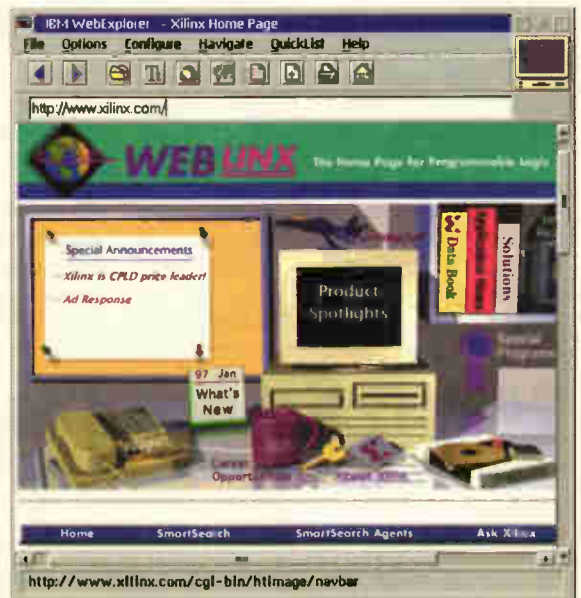 IBM WebExplorer - Xilinx Home Page
File Options Configure Navigate QuickList Help
http://www.xilinx.com/
WEBLINX The Home Page for Programmable Logic
Special Announcements
Xilinx is CPLD price leader!
Ad Response
Product
Spotlights
Data Book
Solutions
97 Jan
What's
New
Home SmartSearch SmartSearch Agents Ask Xilinx
http://www.xilinx.com/cgi-bin/htimage/navbar